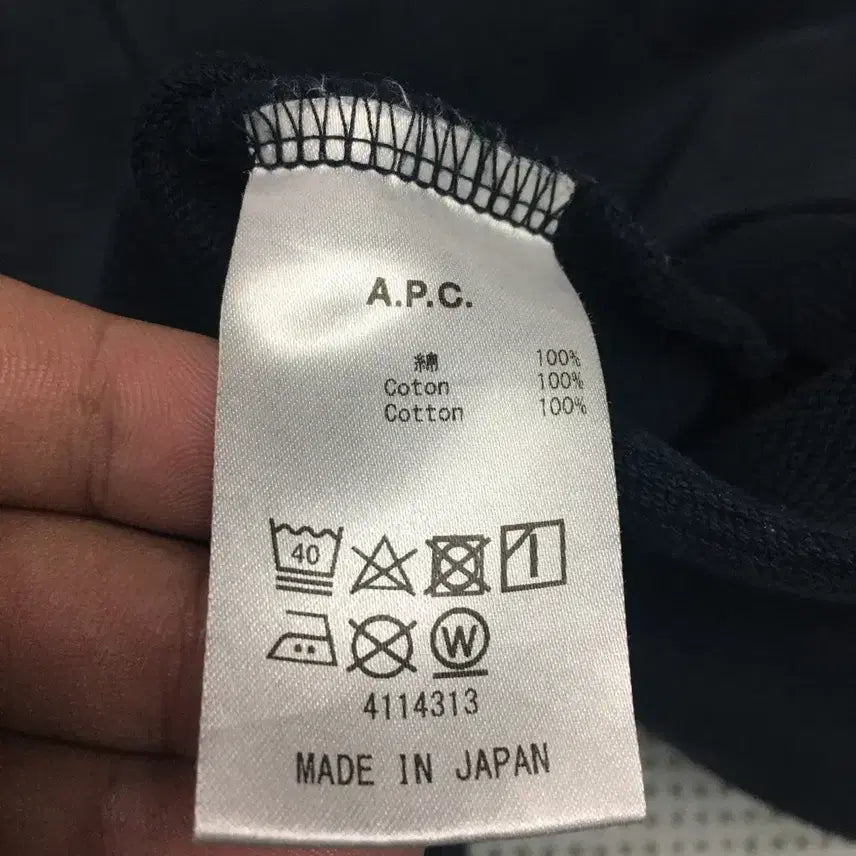 A.P.C.
綿 100%
Coton 100%
Cotton 100%
40
W
4114313
MADE IN JAPAN